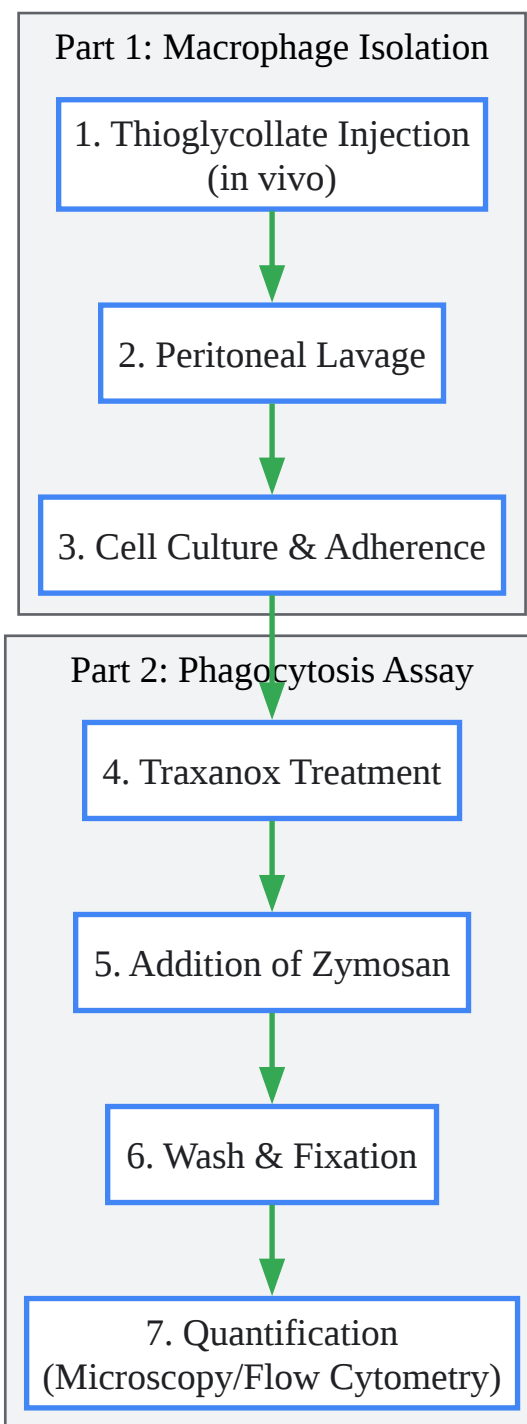 Part 1: Macrophage Isolation
1. Thioglycollate Injection
(in vivo)
2. Peritoneal Lavage
3. Cell Culture & Adherence
Part 2: Phagocytosis Assay
4. Traxanox Treatment
5. Addition of Zymosan
6. Wash & Fixation
7. Quantification
(Microscopy/Flow Cytometry)